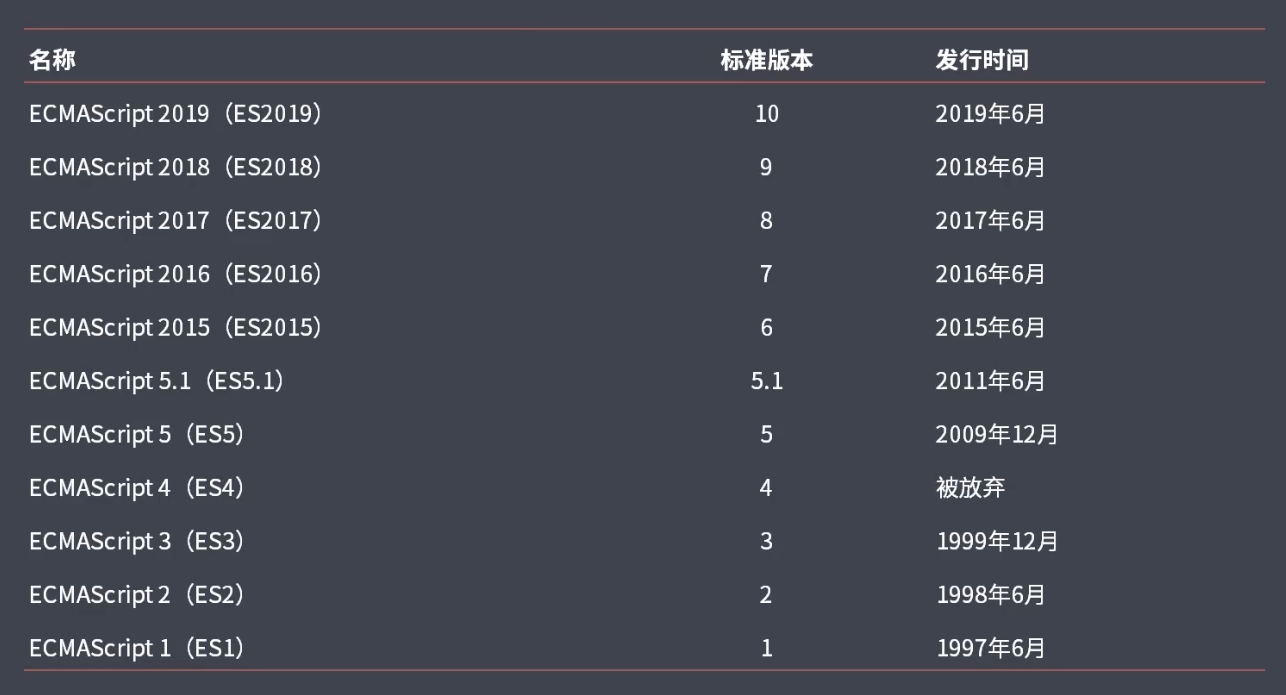 名称 标准版本 发行时间
ECMAScript 2019（ES2019） 10 2019年6月
ECMAScript 2018（ES2018） 9 2018年6月
ECMAScript 2017（ES2017） 8 2017年6月
ECMAScript 2016（ES2016） 7 2016年6月
ECMAScript 2015（ES2015） 6 2015年6月
ECMAScript 5.1（ES5.1） 5.1 2011年6月
ECMAScript 5（ES5） 5 2009年12月
ECMAScript 4（ES4） 4 被放弃
ECMAScript 3（ES3） 3 1999年12月
ECMAScript 2（ES2） 2 1998年6月
ECMAScript 1（ES1） 1 1997年6月